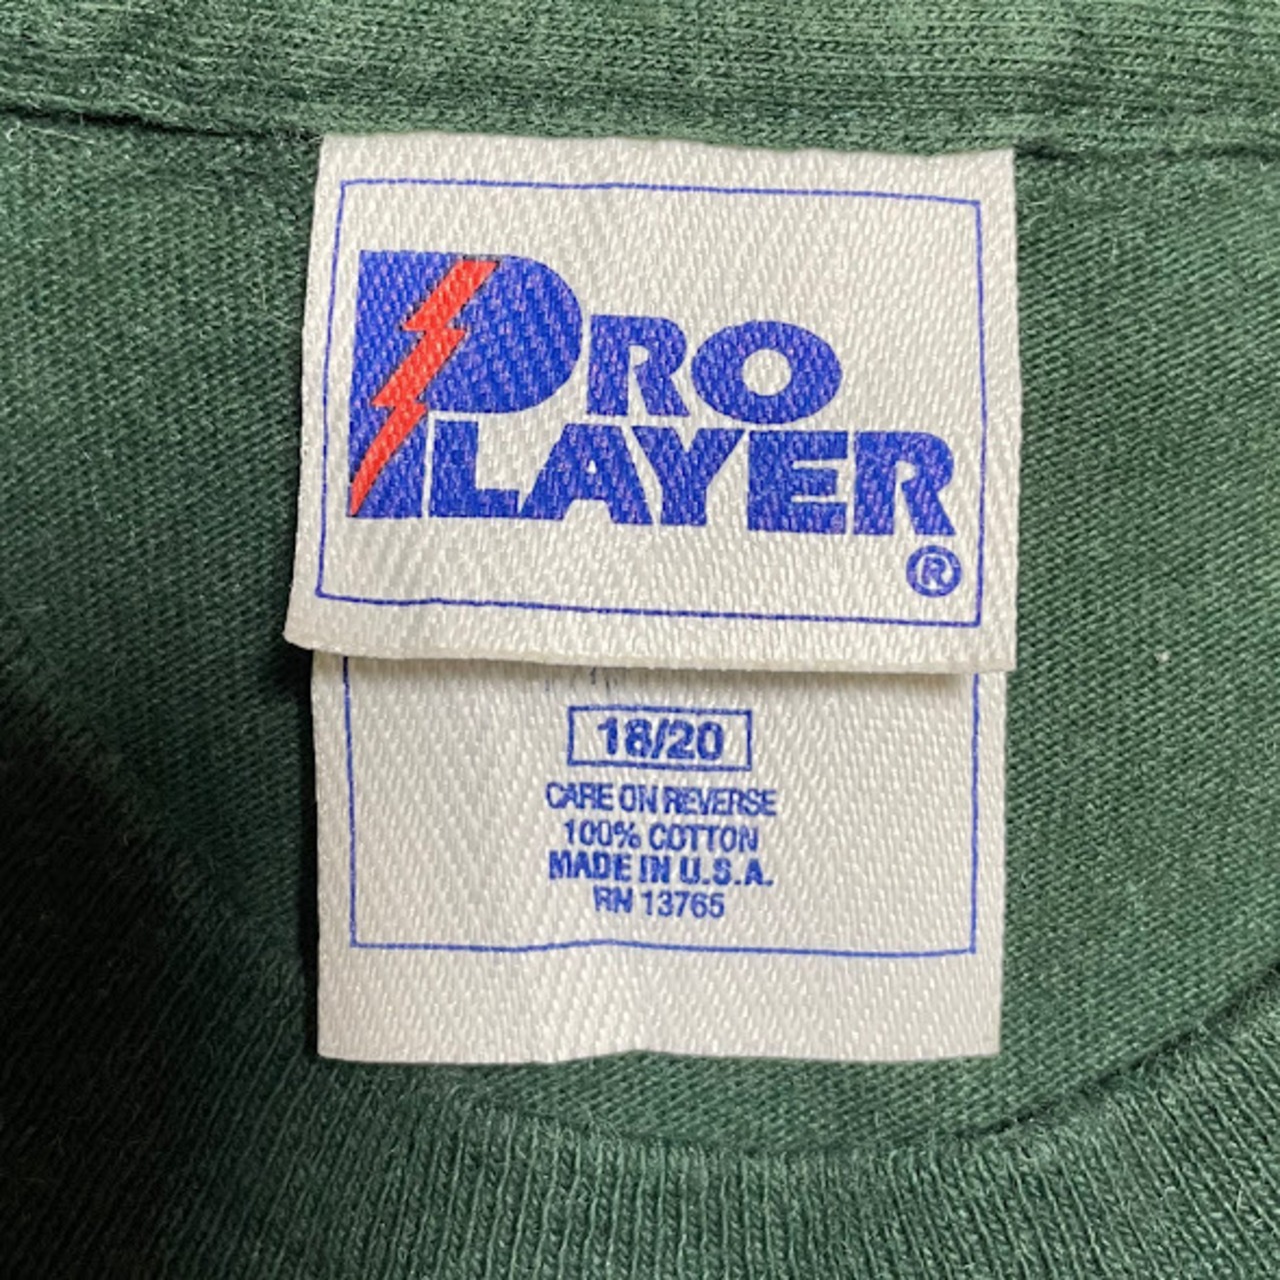 PRO
PLAYER
®
18/20
CARE ON REVERSE
100% COTTON
MADE IN U.S.A.
RN 13765